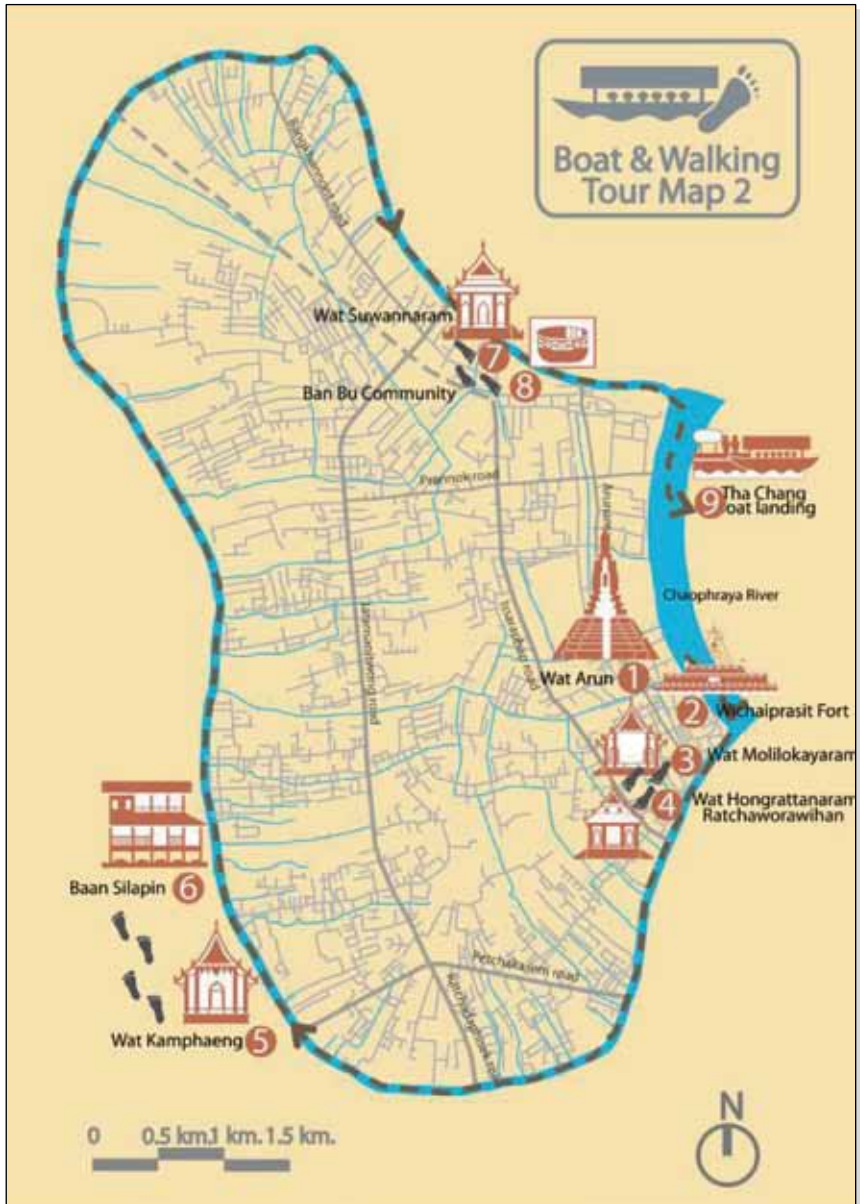 Boat & Walking
Tour Map 2
Wat Suwannaram
7
Ban Bu Community
8
Prannok road
9
Tha Chang
oat landing
Chaophraya River
Wat Arun
1
2
Wichaiprasit Fort
3
Wat Molilokayaram
4
Wat Hongrattanaram
Ratchaworawihan
Baan Silapin
6
Petchakasem road
Ratchadaphisek road
Wat Kamphaeng
5
N
0 0.5 km.1 km. 1.5 km.